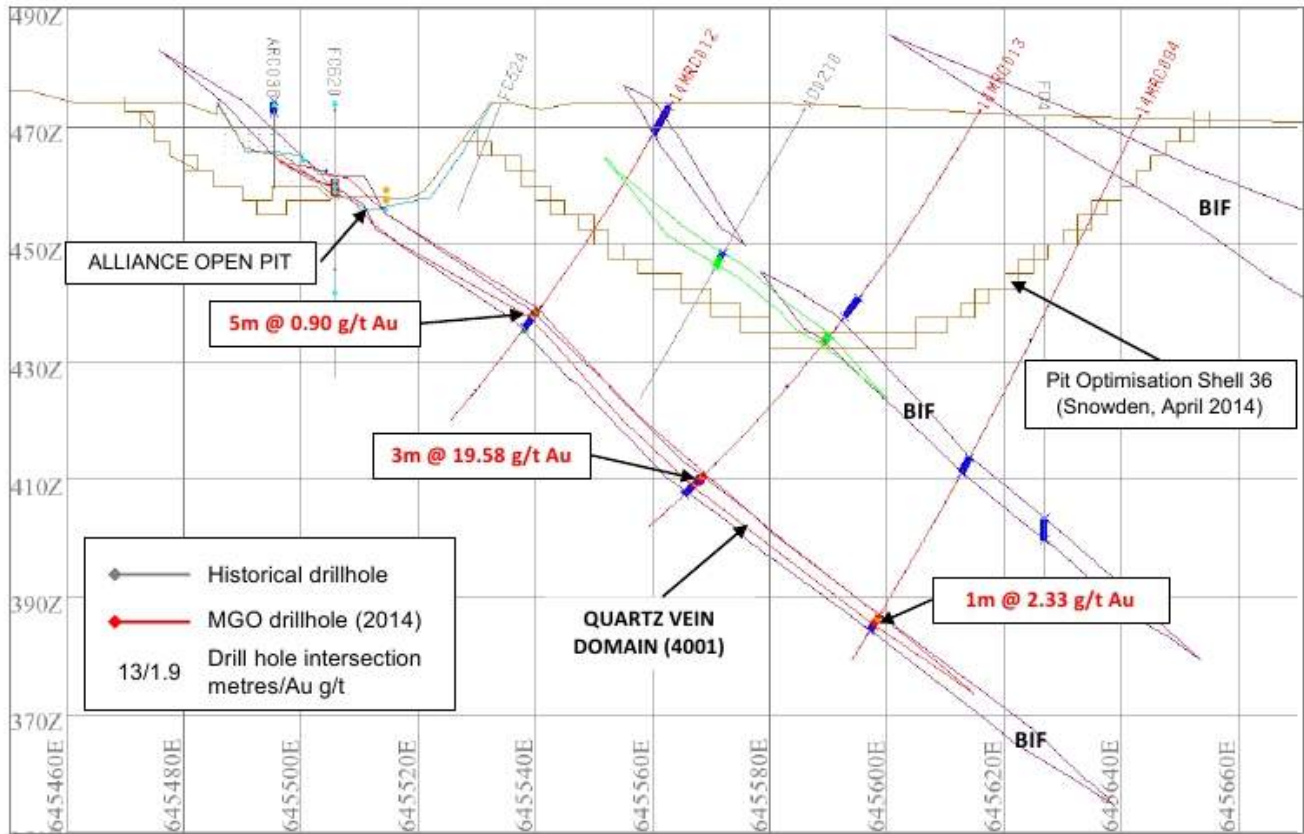 490Z
470Z
450Z
430Z
410Z
390Z
370Z
FC620
FC624
14MRC012
14MRC013
14MRC094
BIF
ALLIANCE OPEN PIT
5m @ 0.90 g/t Au
Pit Optimisation Shell 36
(Snowden, April 2014)
BIF
3m @ 19.58 g/t Au
Historical drillhole
MGO drillhole (2014)
13/1.9
Drill hole intersection
metres/Au g/t
QUARTZ VEIN
DOMAIN (4001)
1m @ 2.33 g/t Au
BIF
645460E
645480E
645500E
645520E
645540E
645560E
645580E
645600E
645620E
645640E
645660E